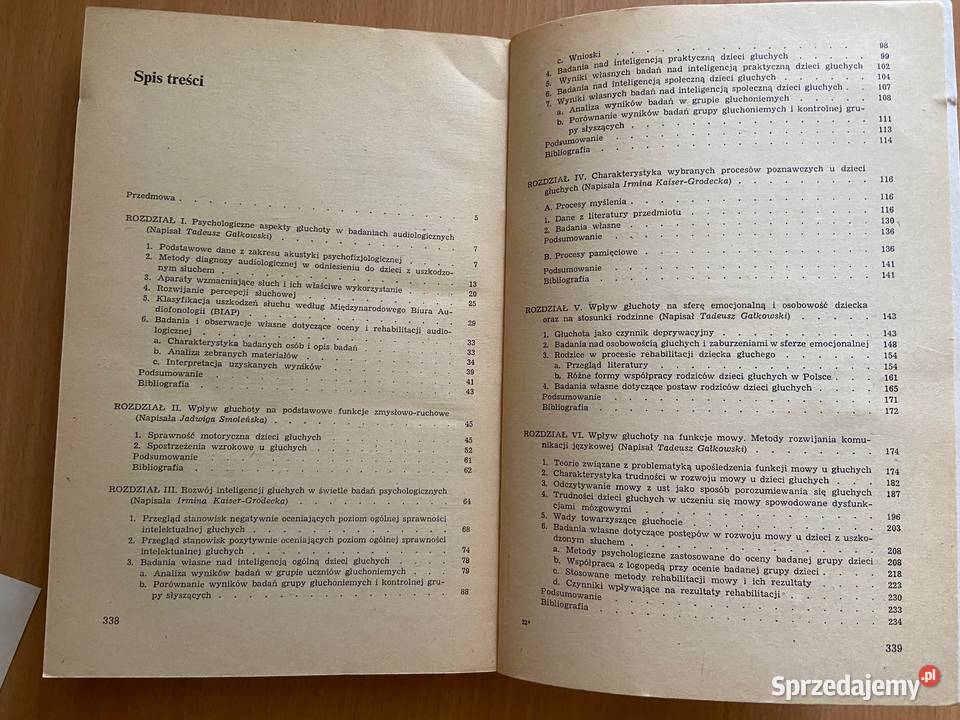 Spis treści
Przedmowa . . . . . . . . . . 5
ROZDZIAŁ I. Psychologiczne aspekty głuchoty w badaniach audiologicznych
(Napisał Tadeusz Gałkowski) . . . . . . . . 7
1. Podstawowe dane z zakresu akustyki psychofizjologicznej . . 7
2. Metody diagnozy audiologicznej w odniesieniu do dzieci z uszkodzo-
nym słuchem . . . . . . . . . . 13
3. Aparaty wzmacniające słuch i ich właściwe wykorzystanie . . 20
4. Rozwijanie percepcji słuchowej . . . . . . . 25
5. Klasyfikacja uszkodzeń słuchu według Międzynarodowego Biura Au-
diofonologii (BIAP) . . . . . . . . . 29
6. Badania i obserwacje własne dotyczące oceny i rehabilitacji audio-
logicznej . . . . . . . . . . 33
a. Charakterystyka badanych osób i opis badań . . . . 33
b. Analiza zebranych materiałów . . . . . . 34
c. Interpretacja uzyskanych wyników . . . . . 39
Podsumowanie . . . . . . . . . . 41
Bibliografia . . . . . . . . . . 43
ROZDZIAŁ II. Wpływ głuchoty na podstawowe funkcje zmysłowo-ruchowe
(Napisała Jadwiga Smoleńska) . . . . . . . . 45
1. Sprawność motoryczna dzieci głuchych . . . . . 45
2. Spostrzeżenia wzrokowe u głuchych . . . . . . 52
Podsumowanie . . . . . . . . . . 61
Bibliografia . . . . . . . . . . 62
ROZDZIAŁ III. Rozwój inteligencji głuchych w świetle badań psychologicznych
(Napisała Irmina Kaiser-Grodecka) . . . . . . . 64
1. Przegląd stanowisk negatywnie oceniających poziom ogólnej sprawności
intelektualnej głuchych . . . . . . . . 68
2. Przegląd stanowisk pozytywnie oceniających poziom ogólnej sprawności
intelektualnej głuchych . . . . . . . . 74
3. Badania własne nad inteligencją ogólną dzieci głuchych . . . 78
a. Analiza wyników badań w grupie uczniów głuchoniemych . . 79
b. Porównanie wyników badań grupy głuchoniemych i kontrolnej gru-
py słyszących . . . . . . . . . 88
338
c. Wnioski . . . . . . . . . . 98
4. Badania nad inteligencją praktyczną dzieci głuchych . . . . 99
5. Wyniki własnych badań nad inteligencją praktyczną dzieci głuchych 102
6. Badania nad inteligencją społeczną dzieci głuchych . . . . 104
7. Wyniki własnych badań nad inteligencją społeczną dzieci głuchych . 107
a. Analiza wyników badań w grupie głuchoniemych . . . . 108
b. Porównanie wyników badań grupy głuchoniemych i kontrolnej gru-
py słyszących . . . . . . . . . 111
Podsumowanie . . . . . . . . . . 113
Bibliografia . . . . . . . . . . 114
ROZDZIAŁ IV. Charakterystyka wybranych procesów poznawczych u dzieci
głuchych (Napisała Irmina Kaiser-Grodecka) . . . . . 116
A. Procesy myślenia . . . . . . . . . 116
1. Dane z literatury przedmiotu . . . . . . . 116
2. Badania własne . . . . . . . . . 130
Podsumowanie . . . . . . . . . . 136
B. Procesy pamięciowe . . . . . . . . . 136
Podsumowanie . . . . . . . . . . 141
Bibliografia . . . . . . . . . . 141
ROZDZIAŁ V. Wpływ głuchoty na sferę emocjonalną i osobowość dziecka
oraz na stosunki rodzinne (Napisał Tadeusz Gałkowski) . . . 143
1. Głuchota jako czynnik deprywacyjny . . . . . . 143
2. Badania nad osobowością głuchych i zaburzeniami w sferze emocjonalnej 148
3. Rodzice w procesie rehabilitacji dziecka głuchego . . . . 154
a. Przegląd literatury . . . . . . . . 154
b. Różne formy współpracy rodziców dzieci głuchych w Polsce . 161
4. Badania własne dotyczące postaw rodziców dzieci głuchych . . 165
Podsumowanie . . . . . . . . . . 171
Bibliografia . . . . . . . . . . 172
ROZDZIAŁ VI. Wpływ głuchoty na funkcje mowy. Metody rozwijania komu-
nikacji językowej (Napisał Tadeusz Gałkowski) . . . . 174
1. Teorie związane z problematyką upośledzenia funkcji mowy u głuchych 174
2. Charakterystyka trudności w rozwoju mowy u dzieci głuchych . . 182
3. Odczytywanie mowy z ust jako sposób porozumiewania się głuchych 187
4. Trudności dzieci głuchych w uczeniu się mowy spowodowane dysfunk-
cjami mózgowymi . . . . . . . . . 196
5. Wady towarzyszące głuchocie . . . . . . . 203
6. Badania własne dotyczące postępów w rozwoju mowy u dzieci z uszko-
dzonym słuchem . . . . . . . . . 208
a. Metody psychologiczne zastosowane do oceny badanej grupy dzieci 208
b. Współpraca z logopedą przy ocenie badanej grupy dzieci . . 218
c. Stosowane metody rehabilitacji mowy i ich rezultaty . . . 223
d. Czynniki wpływające na rezultaty rehabilitacji . . . . 230
Podsumowanie . . . . . . . . . . 233
Bibliografia . . . . . . . . . . 234
22*
339
Sprzedajemy.pl